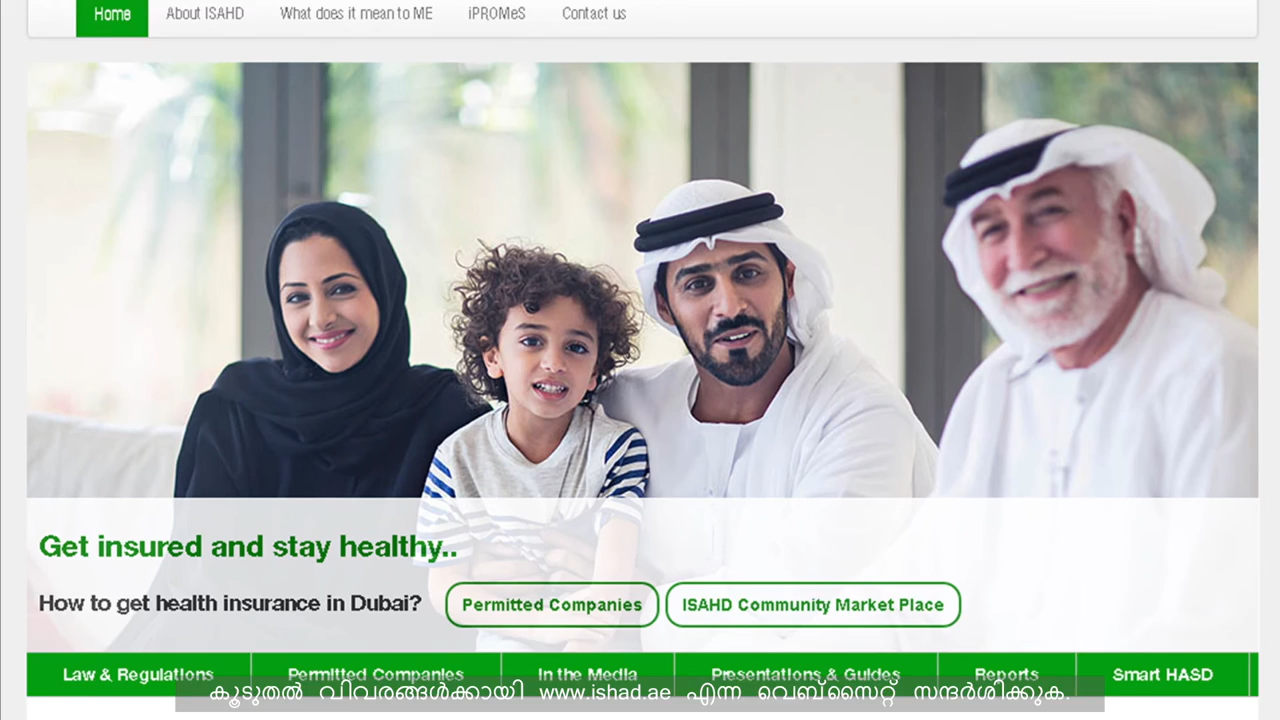 Home About ISAHD What does it mean to ME iPROMeS Contact us
Get insured and stay healthy..
How to get health insurance in Dubai? Permitted Companies ISAHD Community Market Place
Law & Regulations Permitted Companies In the Media Presentations & Guides Reports Smart HASD
കൂടുതൽ വിവരങ്ങൾക്കായി www.ishad.ae എന്ന വെബ്സൈറ്റ് സന്ദർശിക്കുക.